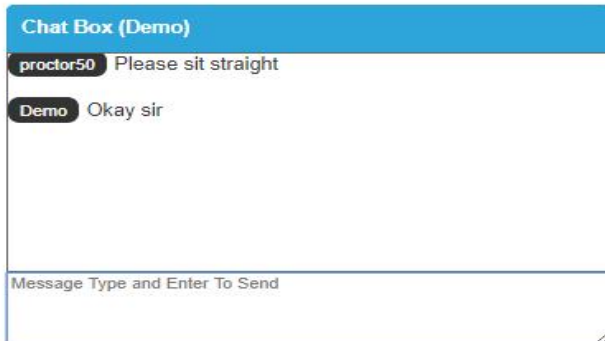 Chat Box (Demo)
proctor50 Please sit straight
Demo Okay sir
Message Type and Enter To Send